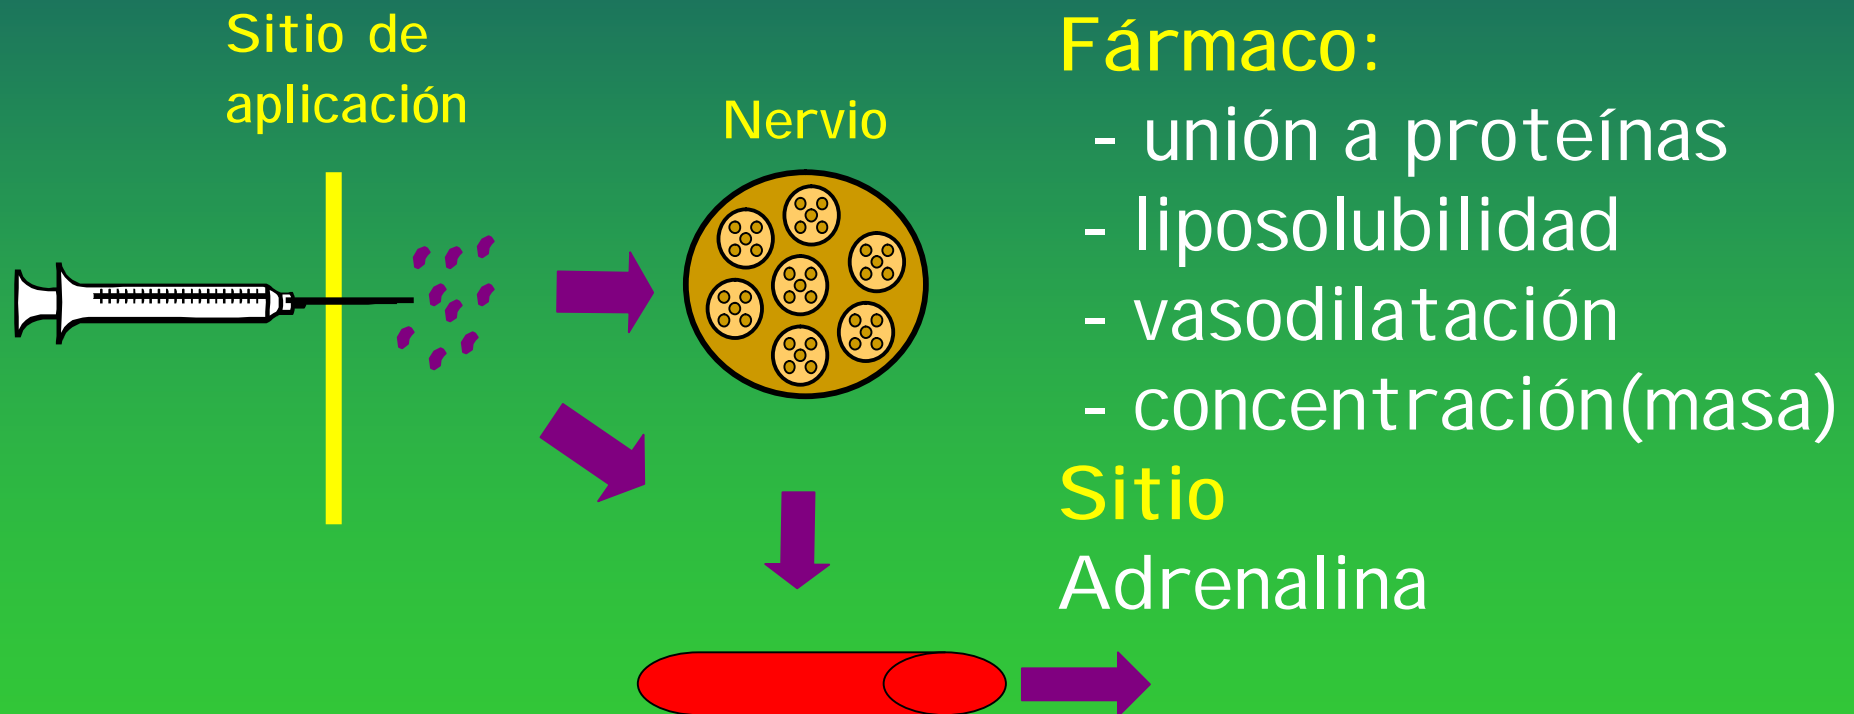 Sitio de
aplicación
Nervio
Fármaco:
- unión a proteínas
- liposolubilidad
- vasodilatación
- concentración(masa)
Sitio
Adrenalina